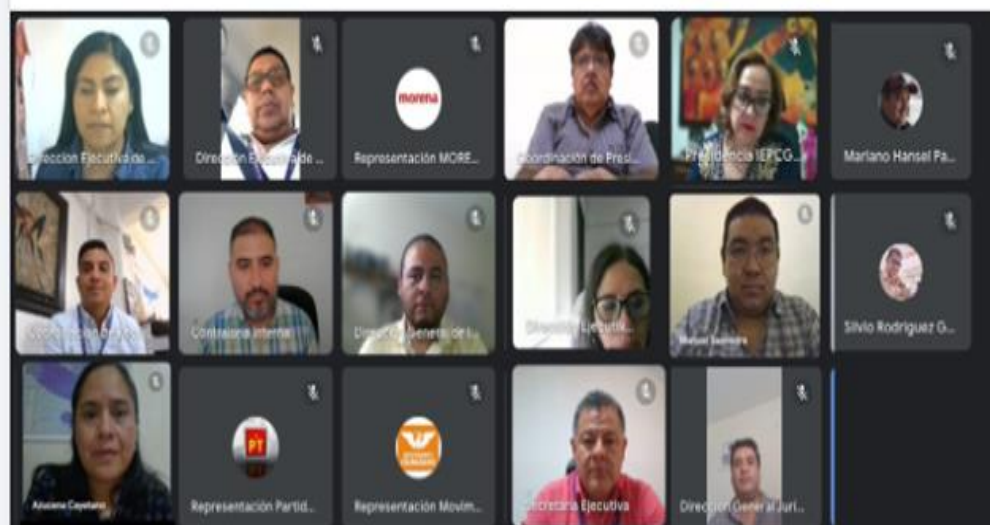 Dirección Ejecutiva de ...
Dirección Ejecutiva de ...
morena
Representación MORE...
Coordinación de Presi...
Presidencia IEPCG...
Mariano Hansel Pa...
Contraloría Interna
Dirección General de I...
Dirección Ejecutiv...
Manuel Saavedra
Silvio Rodríguez G...
Azucena Cayetano
PT
Representación Partid...
Representación Movim...
Secretaría Ejecutiva
Dirección General Jurí...